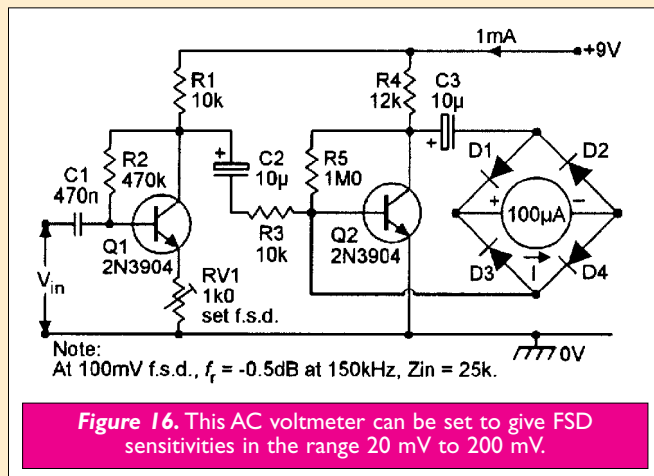 1mA
+9V
R1
10k
R4
12k
C3
10μ
+
R2
470k
C1
470n
+
C2
10μ
R5
1M0
D1
D2
+
100μA
−
Q1
2N3904
R3
10k
Q2
2N3904
D3
I
D4
Vin
RV1
1k0
set f.s.d.
0V
Note:
At 100mV f.s.d., fr = -0.5dB at 150kHz, Zin = 25k.
Figure 16. This AC voltmeter can be set to give FSD
sensitivities in the range 20 mV to 200 mV.